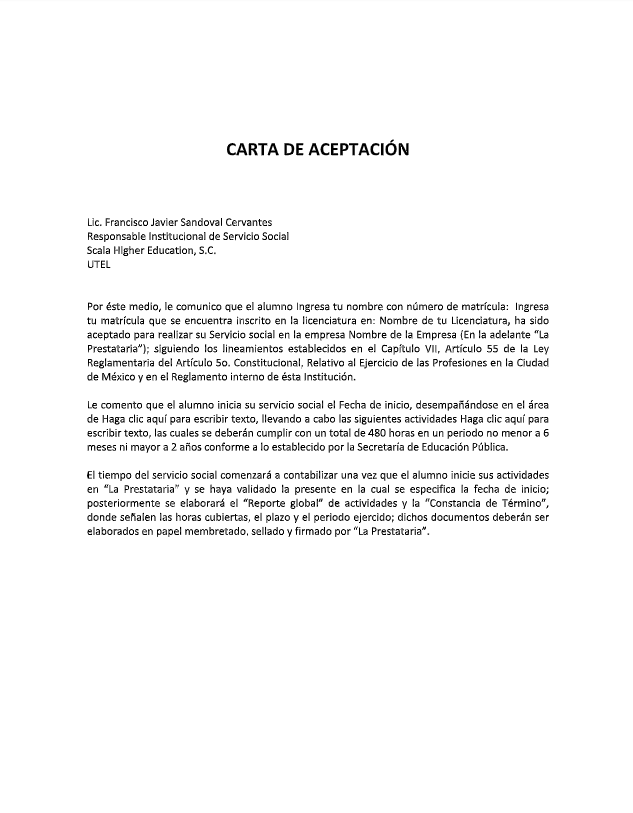 CARTA DE ACEPTACIÓN
Lic. Francisco Javier Sandoval Cervantes
Responsable Institucional de Servicio Social
Scala Higher Education, S.C.
UTEL
Por éste medio, le comunico que el alumno Ingresa tu nombre con número de matrícula: Ingresa
tu matrícula que se encuentra inscrito en la licenciatura en: Nombre de tu Licenciatura, ha sido
aceptado para realizar su Servicio social en la empresa Nombre de la Empresa (En la adelante “La
Prestataria”); siguiendo los lineamientos establecidos en el Capítulo VII, Artículo 55 de la Ley
Reglamentaria del Artículo 5o. Constitucional, Relativo al Ejercicio de las Profesiones en la Ciudad
de México y en el Reglamento interno de ésta Institución.
Le comento que el alumno inicia su servicio social el Fecha de inicio, desempañándose en el área
de Haga clic aquí para escribir texto, llevando a cabo las siguientes actividades Haga clic aquí para
escribir texto, las cuales se deberán cumplir con un total de 480 horas en un periodo no menor a 6
meses ni mayor a 2 años conforme a lo establecido por la Secretaría de Educación Pública.
El tiempo del servicio social comenzará a contabilizar una vez que el alumno inicie sus actividades
en “La Prestataria” y se haya validado la presente en la cual se especifica la fecha de inicio;
posteriormente se elaborará el “Reporte global” de actividades y la “Constancia de Término”,
donde señalen las horas cubiertas, el plazo y el periodo ejercido; dichos documentos deberán ser
elaborados en papel membretado, sellado y firmado por “La Prestataria”.